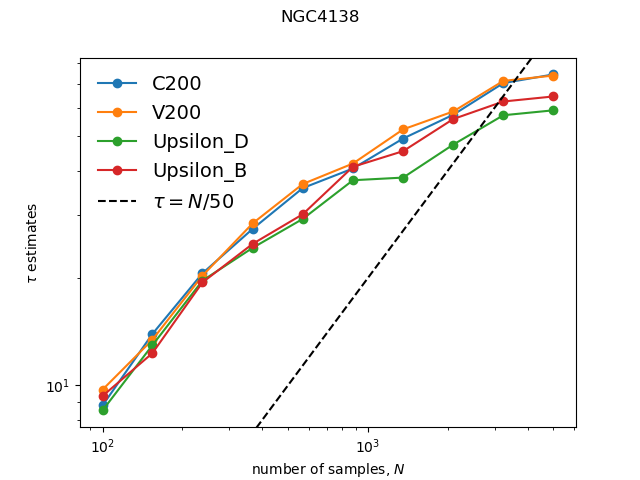 NGC4138
C200
V200
Upsilon_D
Upsilon_B
τ = N/50
τ estimates
10¹
10² 10³
number of samples, N